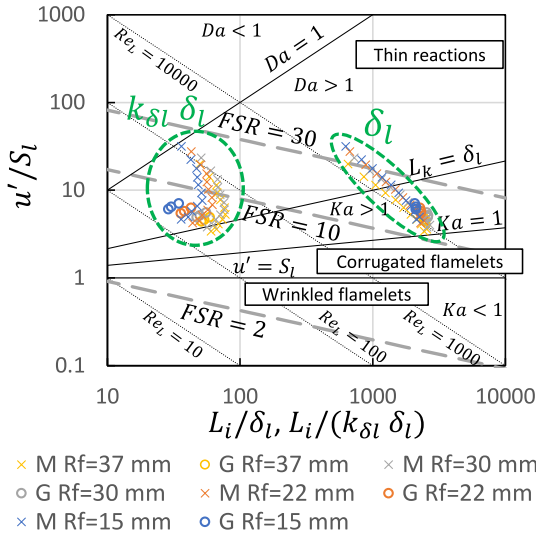 1000
100
10
1
0.1
u'/S_l
Da < 1
Da = 1
Da > 1
Thin reactions
Re_L = 10000
k_δl δ_l
FSR = 30
δ_l
L_k = δ_l
Ka > 1
Ka = 1
FSR = 10
u' = S_l
Corrugated flamelets
Wrinkled flamelets
Ka < 1
FSR = 2
Re_L = 10
Re_L = 100
Re_L = 1000
10
100
1000
10000
L_i/δ_l, L_i/(k_δl δ_l)
× M Rf=37 mm
○ G Rf=37 mm
× M Rf=30 mm
○ G Rf=30 mm
× M Rf=22 mm
○ G Rf=22 mm
× M Rf=15 mm
○ G Rf=15 mm